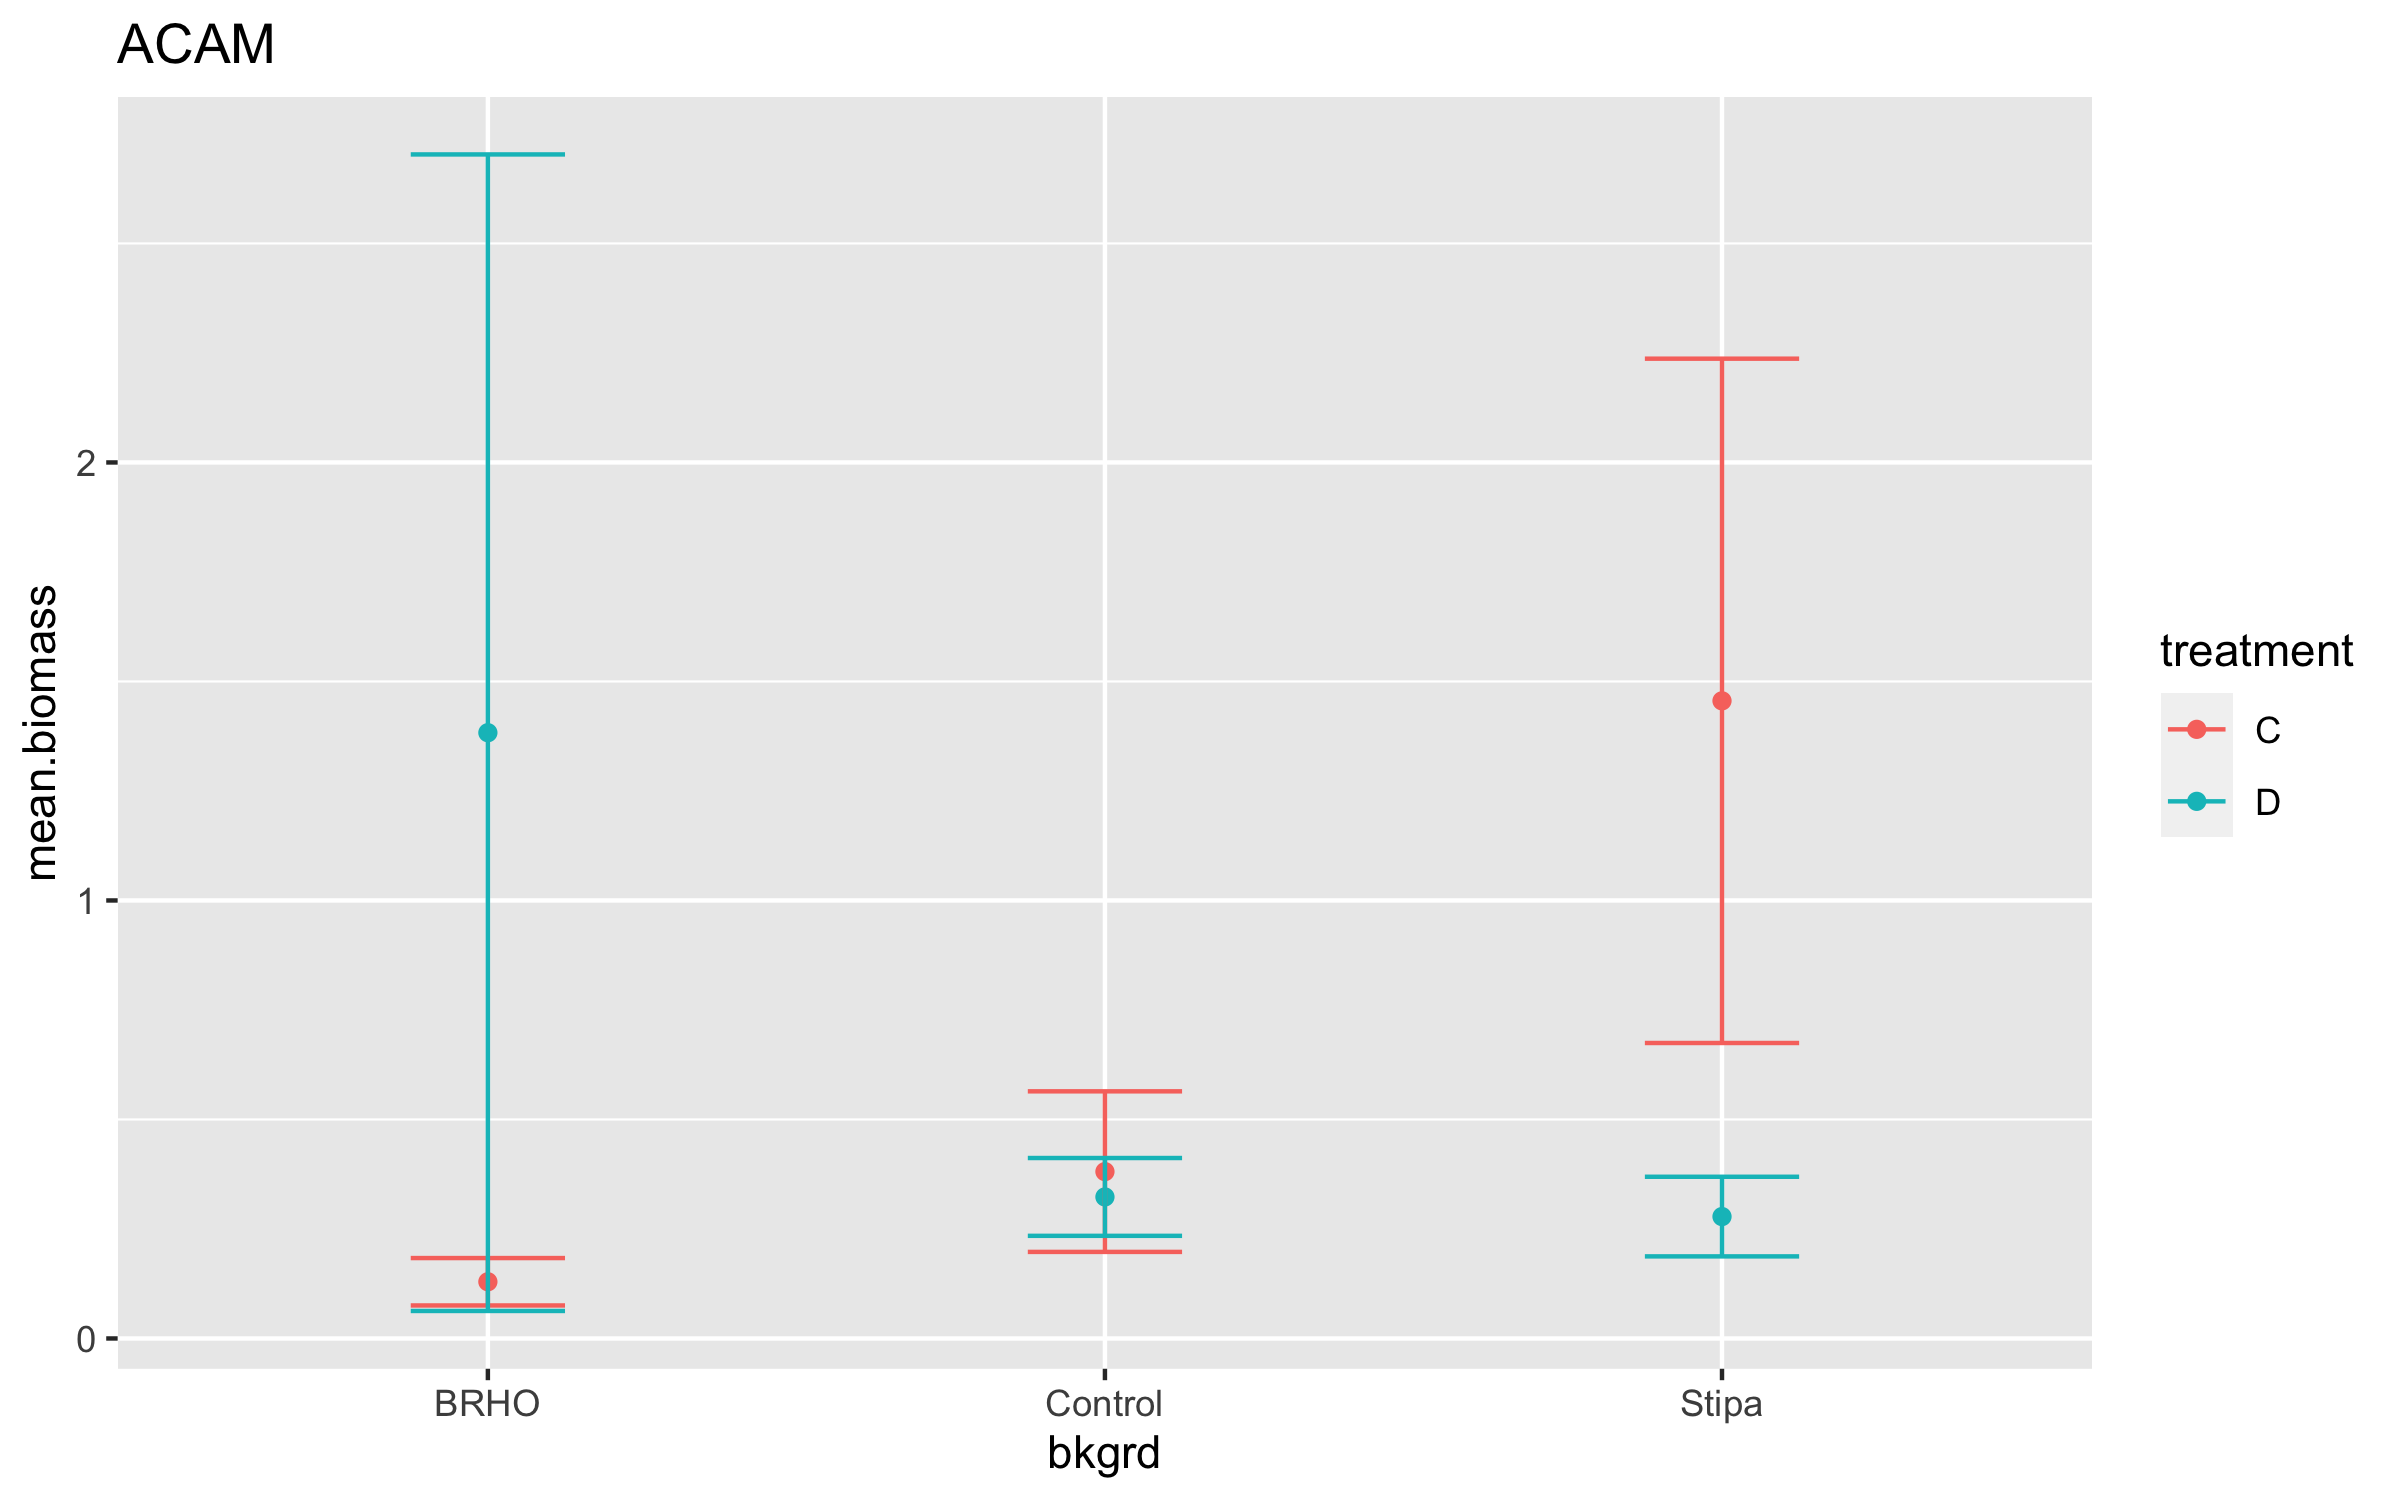 ACAM
mean.biomass
2
1
0
BRHO
Control
Stipa
bkgrd
treatment
C
D